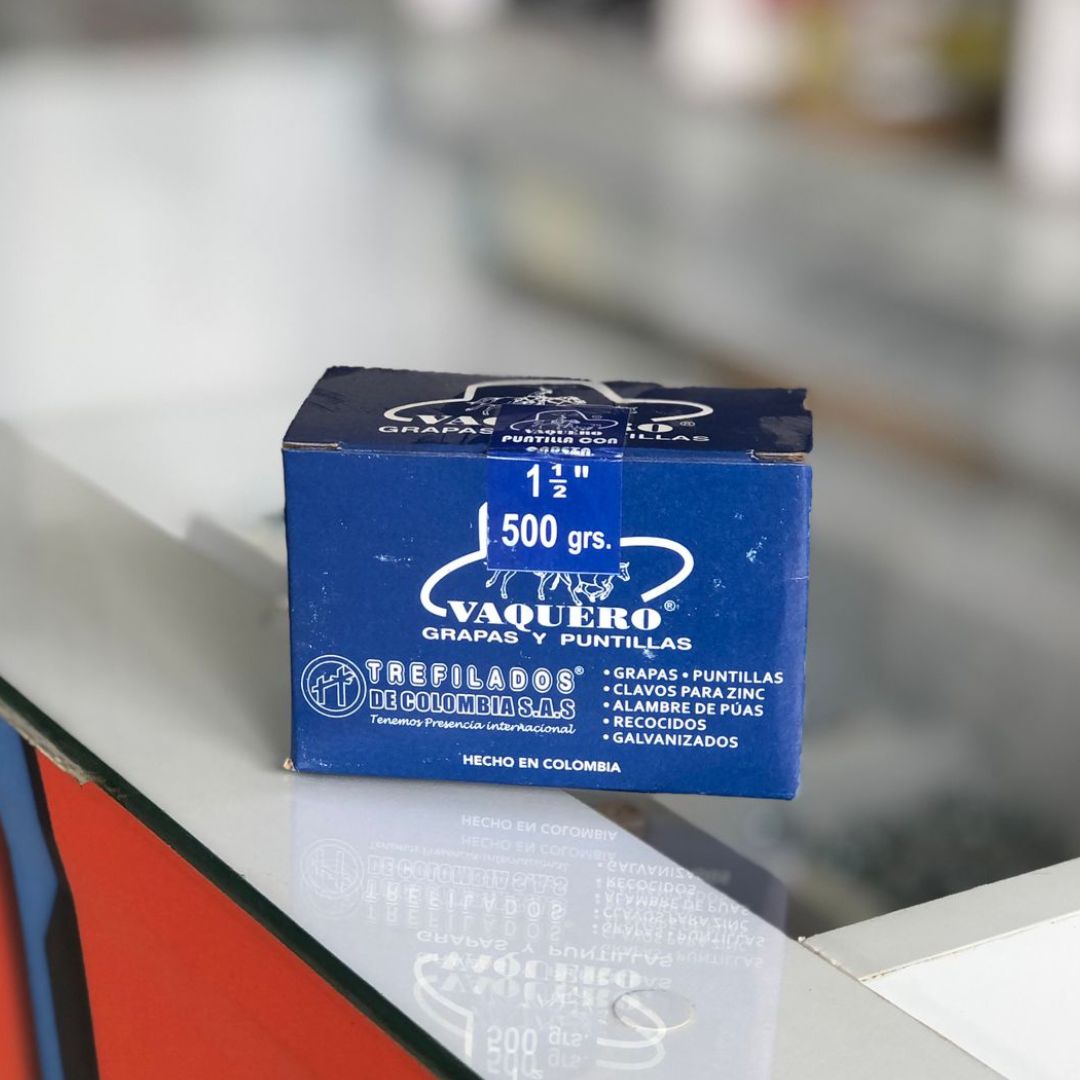 VAQUERO
PUNTILLA CON
CABEZA
GRAPAS
PUNTILLAS
1 1/2"
500 grs.
VAQUERO®
GRAPAS Y PUNTILLAS
TREFILADOS®
DE COLOMBIA S.A.S
Tenemos Presencia internacional
• GRAPAS • PUNTILLAS
• CLAVOS PARA ZINC
• ALAMBRE DE PÚAS
• RECOCIDOS
• GALVANIZADOS
HECHO EN COLOMBIA